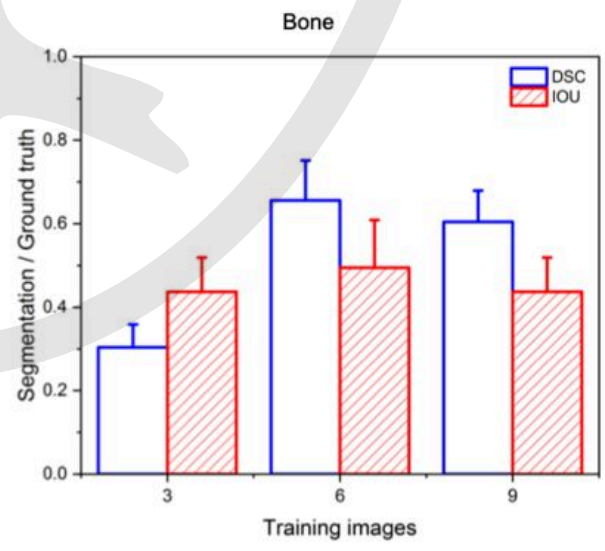 Bone
DSC
IOU
Segmentation / Ground truth
1.0
0.8
0.6
0.4
0.2
0.0
3 6 9
Training images